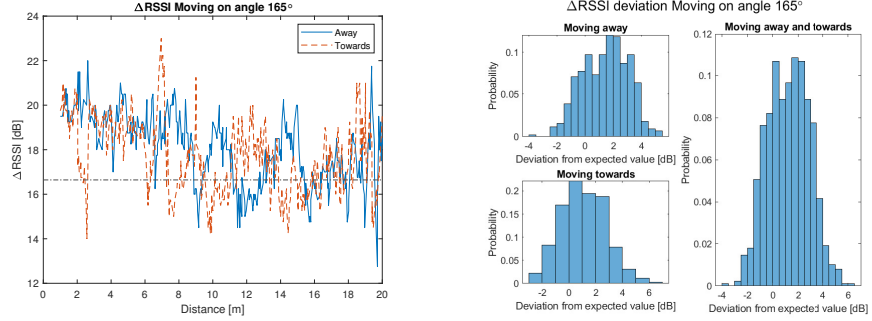 ΔRSSI Moving on angle 165°
24
22
20
18
16
14
12
Δ RSSI [dB]
0 2 4 6 8 10 12 14 16 18 20
Distance [m]
Away
Towards
ΔRSSI deviation Moving on angle 165°
Moving away
0.1
0.05
0
Probability
-4 -2 0 2 4
Deviation from expected value [dB]
Moving towards
0.2
0.15
0.1
0.05
0
Probability
-2 0 2 4 6
Deviation from expected value [dB]
Moving away and towards
0.12
0.1
0.08
0.06
0.04
0.02
0
Probability
-4 -2 0 2 4 6
Deviation from expected value [dB]